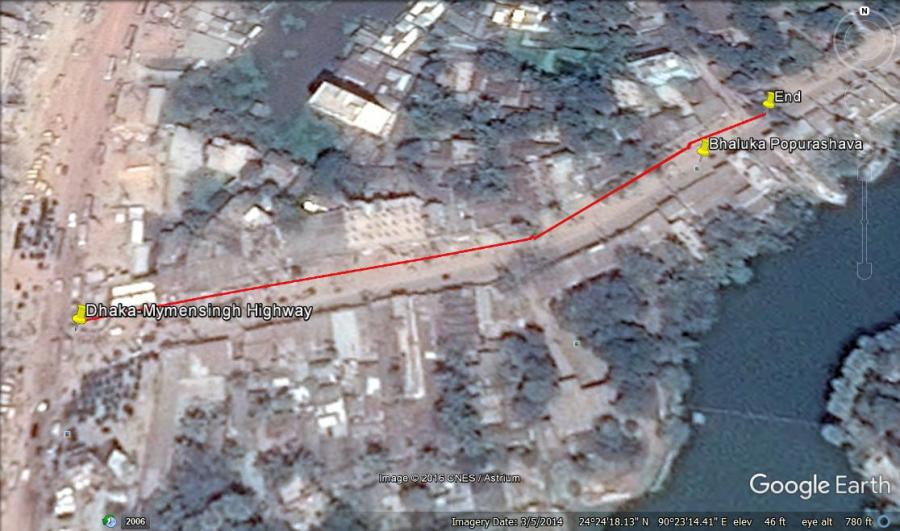 N
End
Bhaluka Popurashava
Dhaka-Mymensingh Highway
Image © 2016 CNES / Astrium
Google Earth
2006
Imagery Date: 3/5/2014 24°24'18.13" N 90°23'14.41" E elev 46 ft eye alt 780 ft